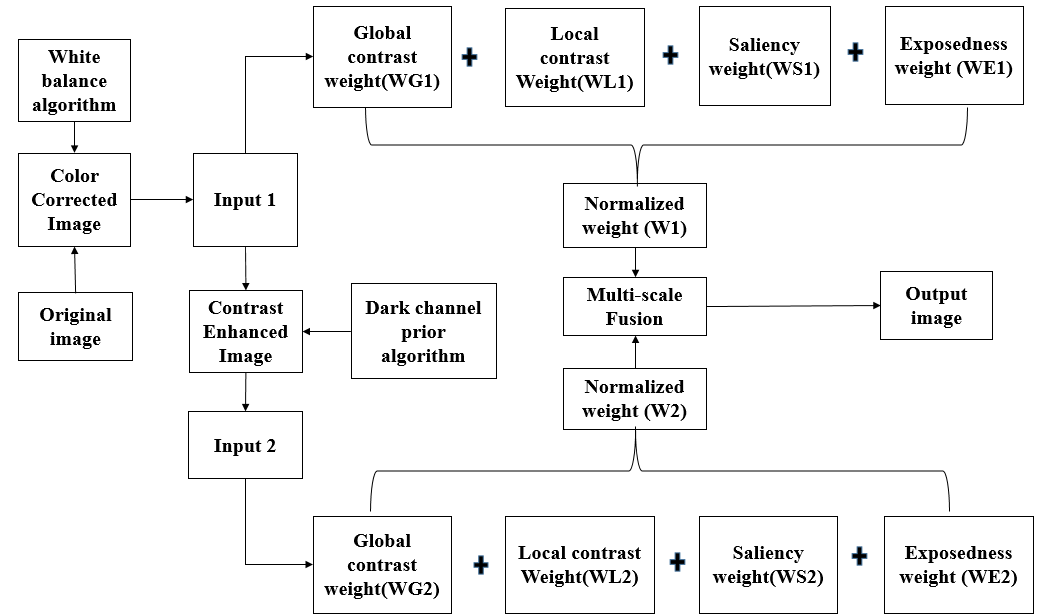 White
balance
algorithm
Color
Corrected
Image
Original
image
Input 1
Contrast
Enhanced
Image
Dark channel
prior
algorithm
Input 2
Global
contrast
weight(WG1)
Local
contrast
Weight(WL1)
Saliency
weight(WS1)
Exposedness
weight (WE1)
Normalized
weight (W1)
Multi-scale
Fusion
Output
image
Normalized
weight (W2)
Global
contrast
weight(WG2)
Local contrast
Weight(WL2)
Saliency
weight(WS2)
Exposedness
weight (WE2)